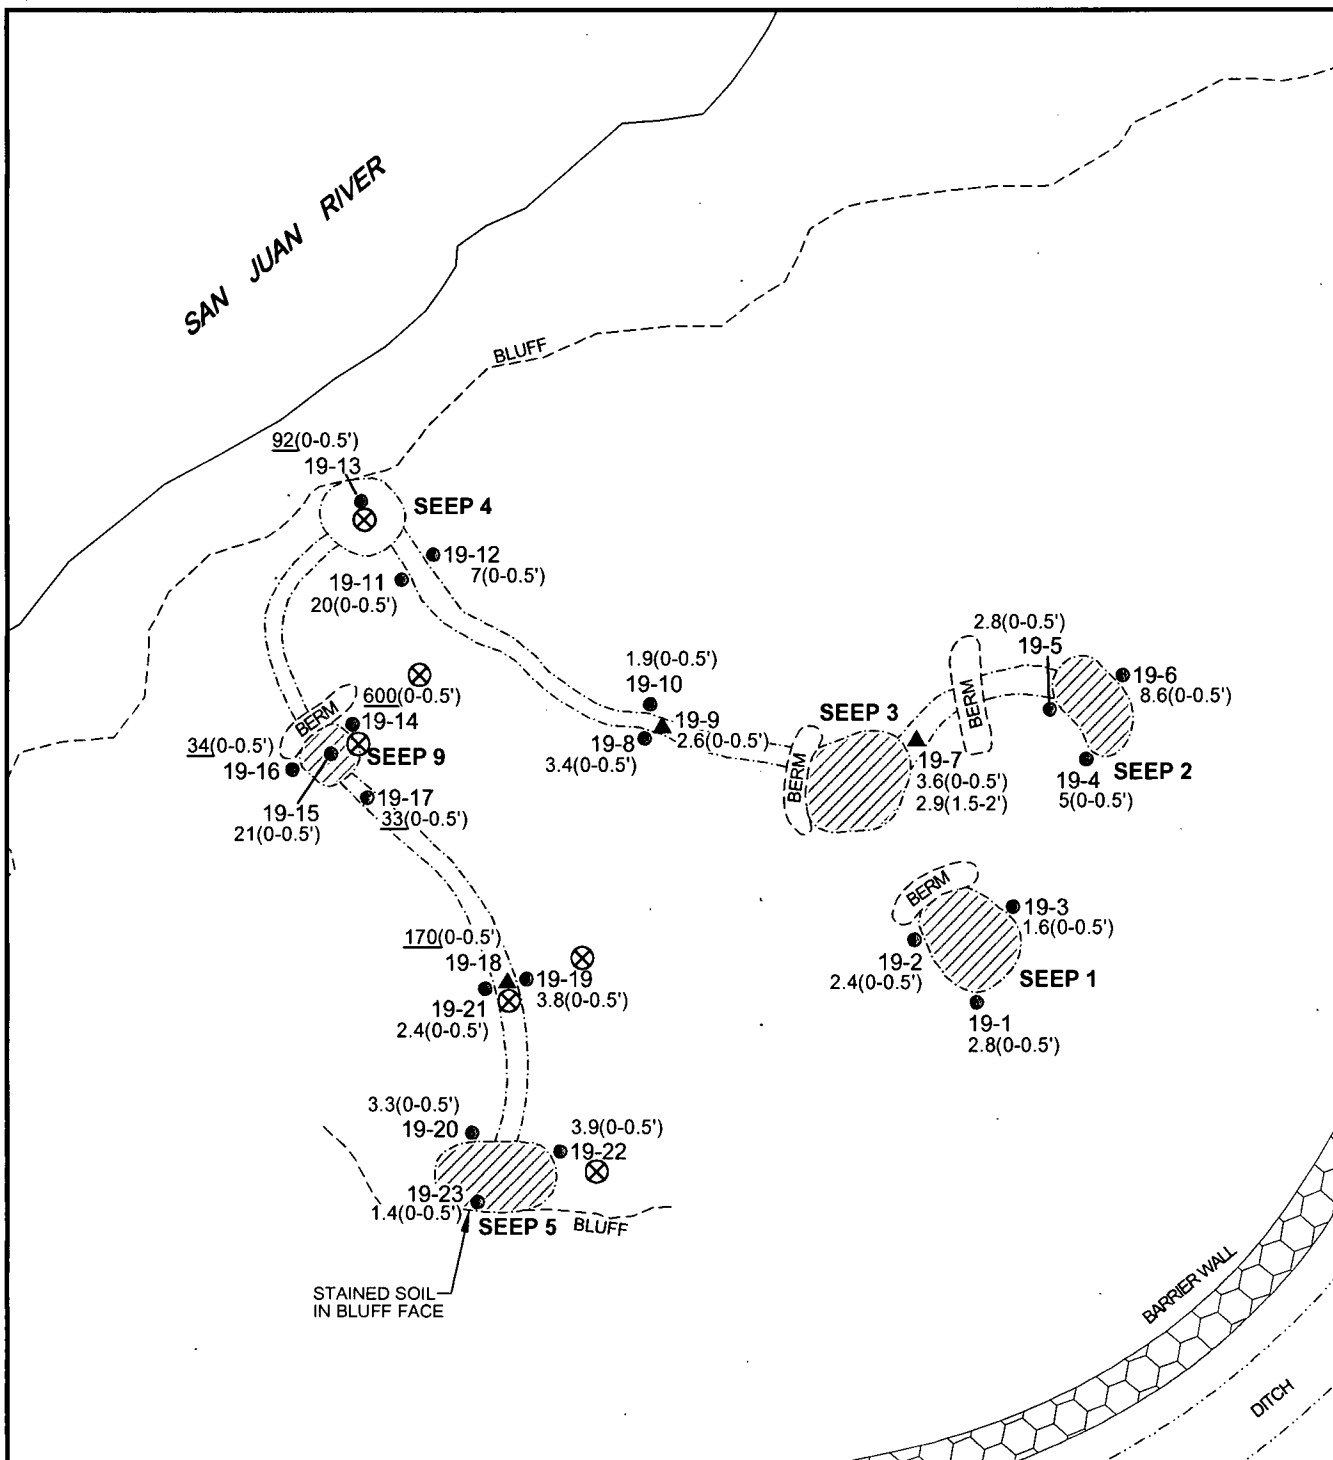 SAN JUAN RIVER
BLUFF
92(0-0.5')
19-13
SEEP 4
19-12
7(0-0.5')
19-11
20(0-0.5')
1.9(0-0.5')
19-10
19-9
2.6(0-0.5')
19-8
3.4(0-0.5')
SEEP 3
BERM
19-7
3.6(0-0.5')
2.9(1.5-2')
BERM
2.8(0-0.5')
19-5
19-6
8.6(0-0.5')
19-4
5(0-0.5')
SEEP 2
600(0-0.5')
19-14
BERM
SEEP 9
34(0-0.5')
19-16
19-15
21(0-0.5')
19-17
33(0-0.5')
BERM
19-3
1.6(0-0.5')
19-2
2.4(0-0.5')
SEEP 1
19-1
2.8(0-0.5')
170(0-0.5')
19-18
19-19
3.8(0-0.5')
19-21
2.4(0-0.5')
3.3(0-0.5')
19-20
3.9(0-0.5')
19-22
19-23
1.4(0-0.5')
SEEP 5
BLUFF
STAINED SOIL
IN BLUFF FACE
BARRIER WALL
DITCH